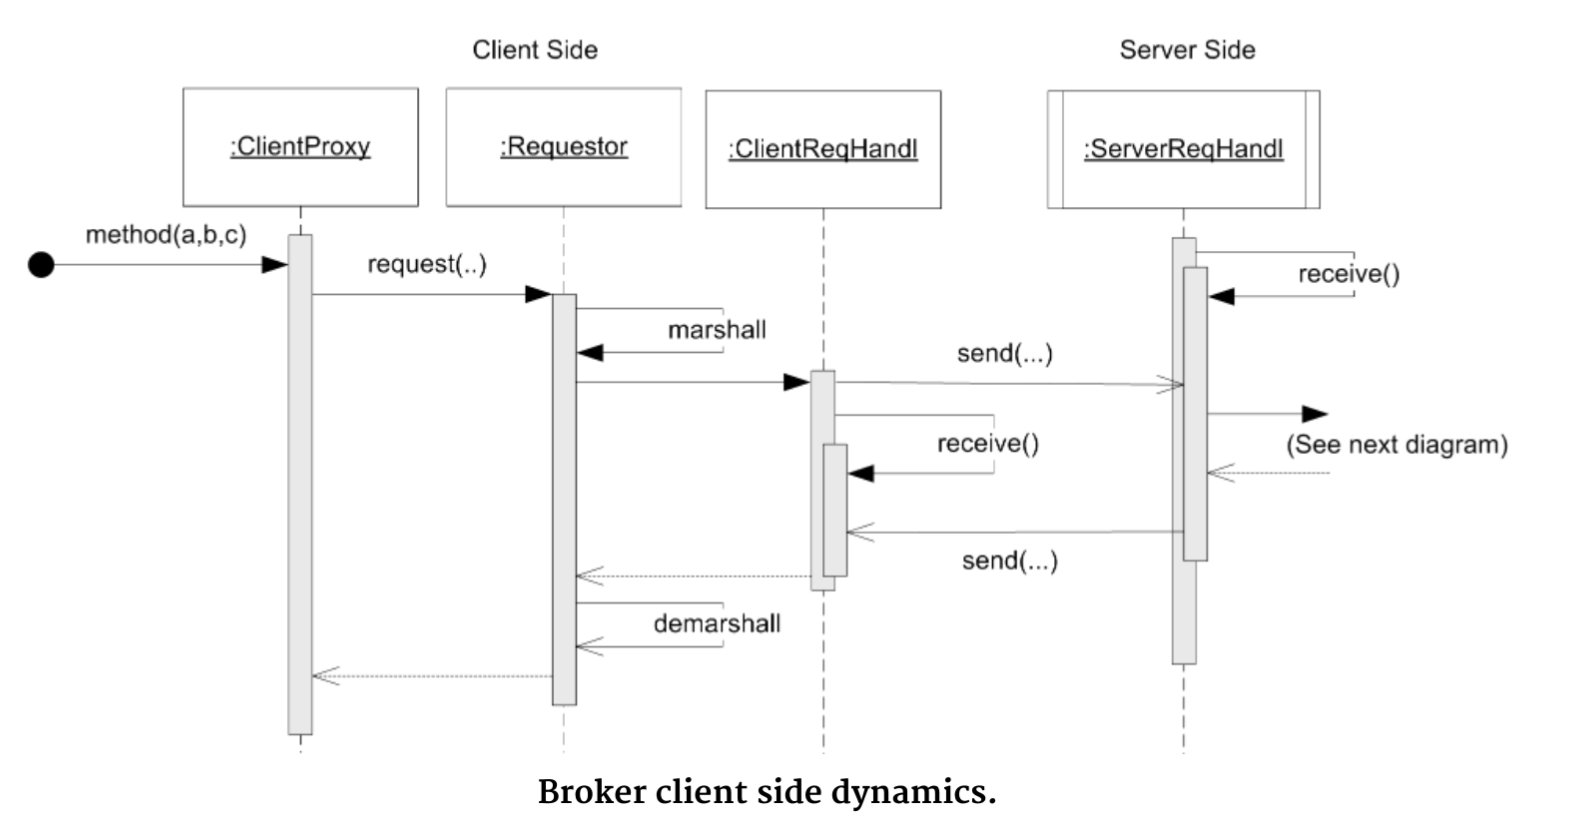 Client Side
Server Side
:ClientProxy
:Requestor
:ClientReqHandl
:ServerReqHandl
method(a,b,c)
request(..)
receive()
marshall
send(...)
receive()
(See next diagram)
send(...)
demarshall
Broker client side dynamics.